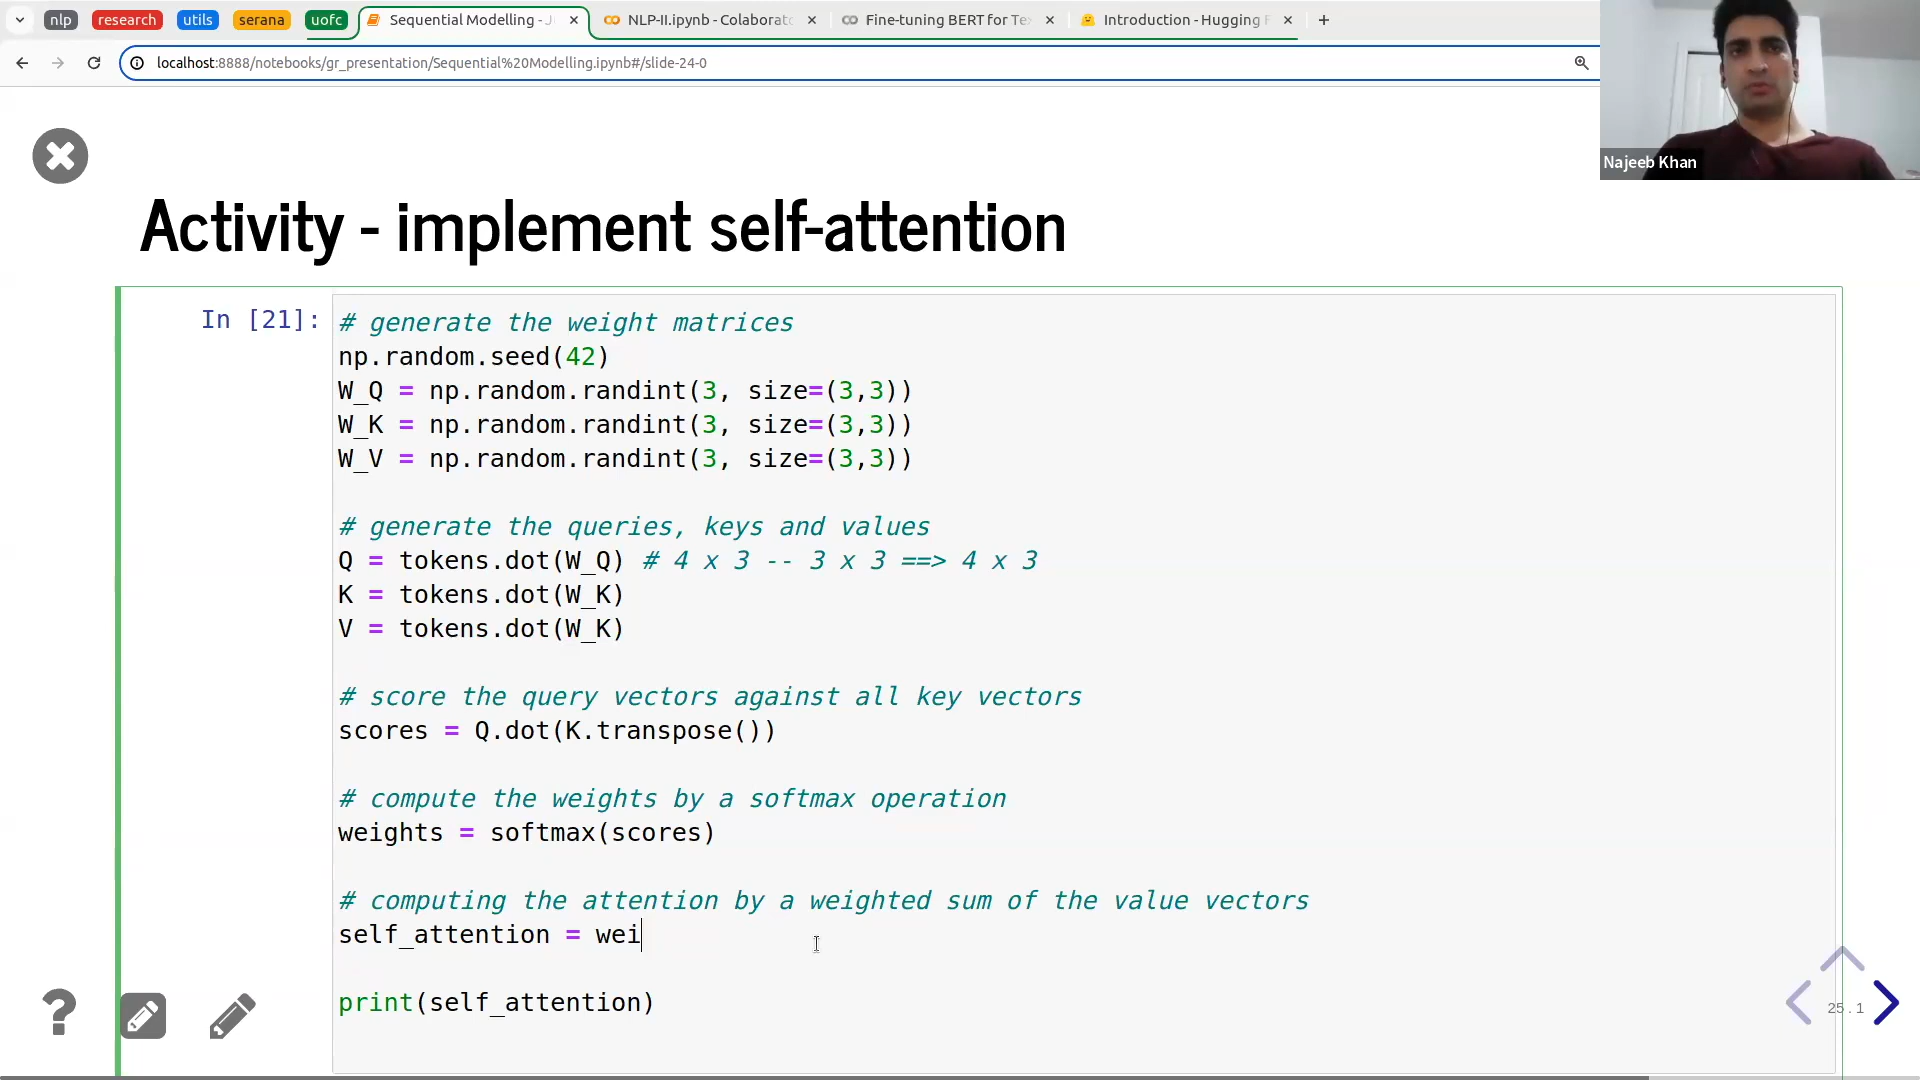 nlp research utils serana uofc Sequential Modelling - J NLP-II.ipynb - Colaborato Fine-tuning BERT for Te Introduction - Hugging F
localhost:8888/notebooks/gr_presentation/Sequential%20Modelling.ipynb#/slide-24-0
Najeeb Khan
Activity - implement self-attention
In [21]:
# generate the weight matrices
np.random.seed(42)
W_Q = np.random.randint(3, size=(3,3))
W_K = np.random.randint(3, size=(3,3))
W_V = np.random.randint(3, size=(3,3))
# generate the queries, keys and values
Q = tokens.dot(W_Q) # 4 x 3 -- 3 x 3 ==> 4 x 3
K = tokens.dot(W_K)
V = tokens.dot(W_K)
# score the query vectors against all key vectors
scores = Q.dot(K.transpose())
# compute the weights by a softmax operation
weights = softmax(scores)
# computing the attention by a weighted sum of the value vectors
self_attention = wei
print(self_attention)
?
25.1